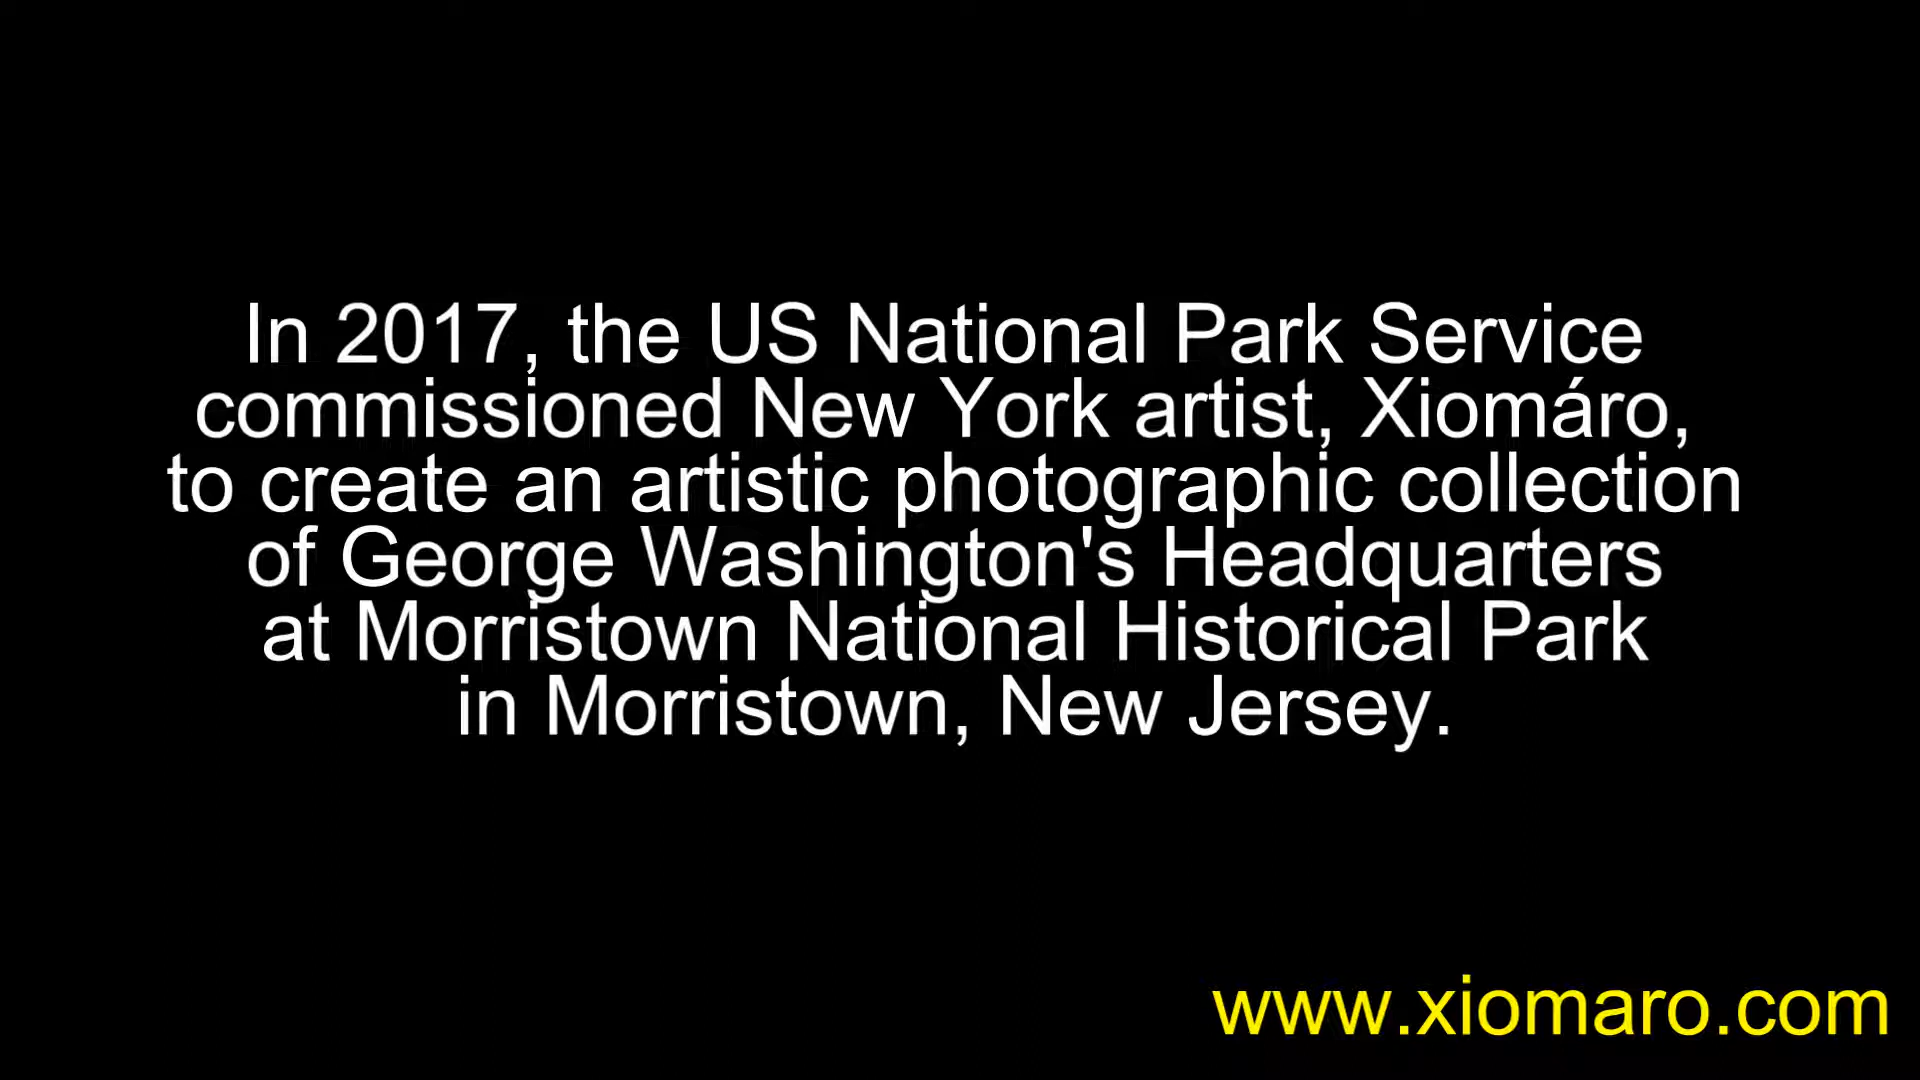 In 2017, the US National Park Service
commissioned New York artist, Xiomáro,
to create an artistic photographic collection
of George Washington's Headquarters
at Morristown National Historical Park
in Morristown, New Jersey.
www.xiomaro.com